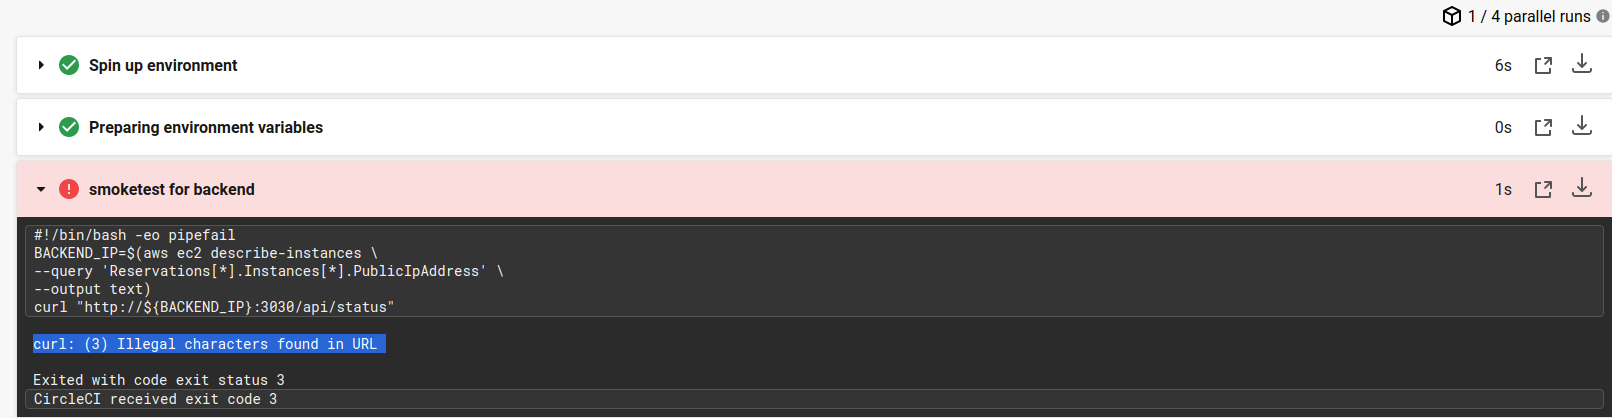 1 / 4 parallel runs
Spin up environment 6s
Preparing environment variables 0s
smoketest for backend 1s
#!/bin/bash -eo pipefail
BACKEND_IP=$(aws ec2 describe-instances \
--query 'Reservations[*].Instances[*].PublicIpAddress' \
--output text)
curl "http://${BACKEND_IP}:3030/api/status"
curl: (3) Illegal characters found in URL
Exited with code exit status 3
CircleCI received exit code 3